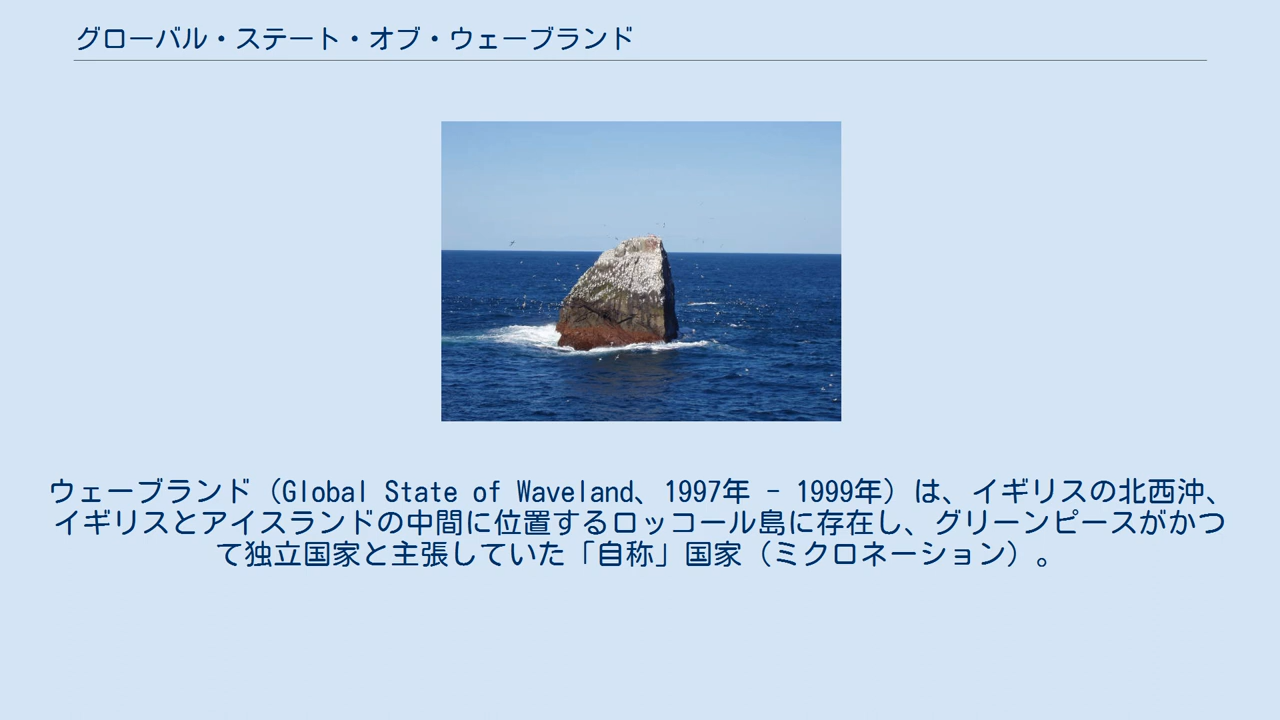 グローバル・ステート・オブ・ウェーブランド
ウェーブランド（Global State of Waveland、1997年 - 1999年）は、イギリスの北西沖、
イギリスとアイスランドの中間に位置するロッコール島に存在し、グリーンピースがかつ
て独立国家と主張していた「自称」国家（ミクロネーション）。